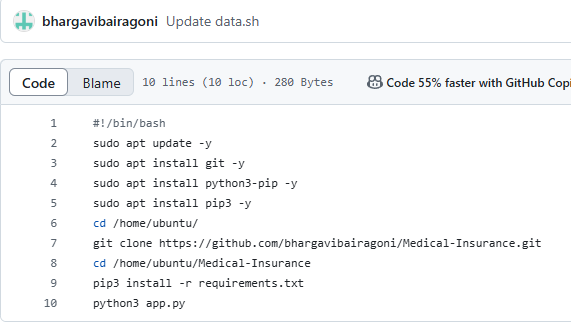 bhargavibairagoni Update data.sh
Code Blame 10 lines (10 loc) · 280 Bytes Code 55% faster with GitHub Copi
1 #!/bin/bash
2 sudo apt update -y
3 sudo apt install git -y
4 sudo apt install python3-pip -y
5 sudo apt install pip3 -y
6 cd /home/ubuntu/
7 git clone https://github.com/bhargavibairagoni/Medical-Insurance.git
8 cd /home/ubuntu/Medical-Insurance
9 pip3 install -r requirements.txt
10 python3 app.py